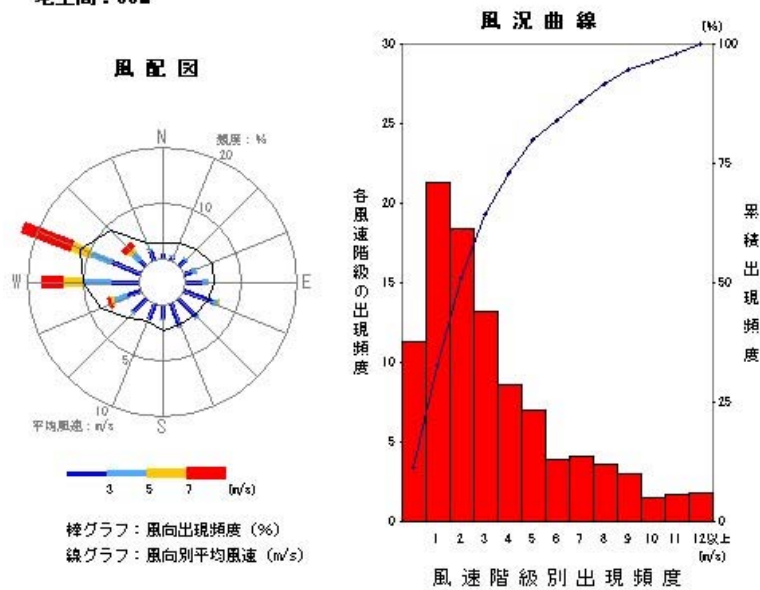 風配図
N
頻度：%
20
10
W
E
5
10
S
平均風速：m/s
3 5 7 (m/s)
棒グラフ：風向出現頻度（%）
線グラフ：風向別平均風速（m/s）
風況曲線
(%)
30
25
20
15
10
5
0
各風速階級の出現頻度
100
75
50
25
0
累積出現頻度
1 2 3 4 5 6 7 8 9 10 11 12以上
(m/s)
風速階級別出現頻度